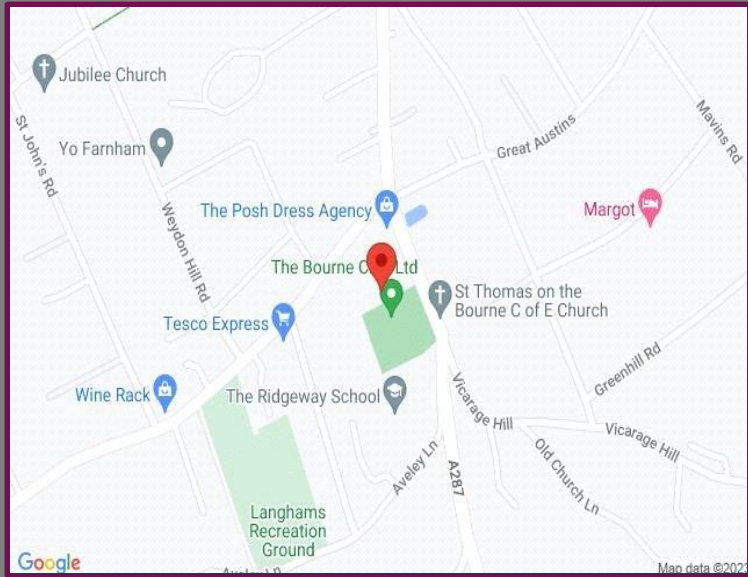 Jubilee Church
St John's Rd
Yo Farnham
Weydon Hill Rd
Great Austins
Mavins Rd
The Posh Dress Agency
Margot
The Bourne Ltd
St Thomas on the
Bourne C of E Church
Tesco Express
Wine Rack
The Ridgeway School
Greenhill Rd
Vicarage Hill
Vicarage Hill
Old Church Ln
Aveley Ln
A287
Langhams
Recreation
Ground
Google
Map data ©2023